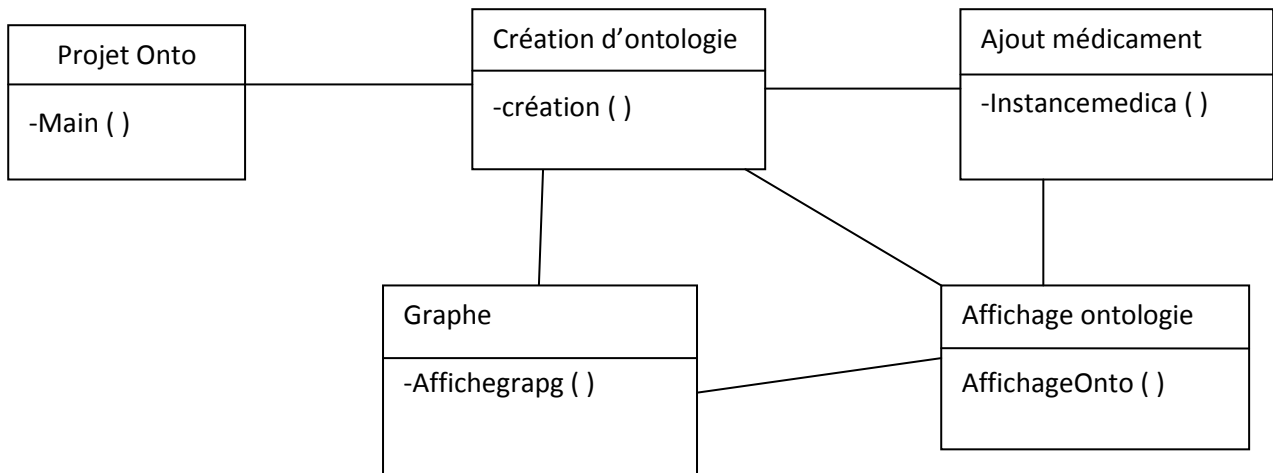 Projet Onto
-Main ( )
Création d’ontologie
-création ( )
Ajout médicament
-Instancemedica ( )
Graphe
-Affichegrapg ( )
Affichage ontologie
AffichageOnto ( )